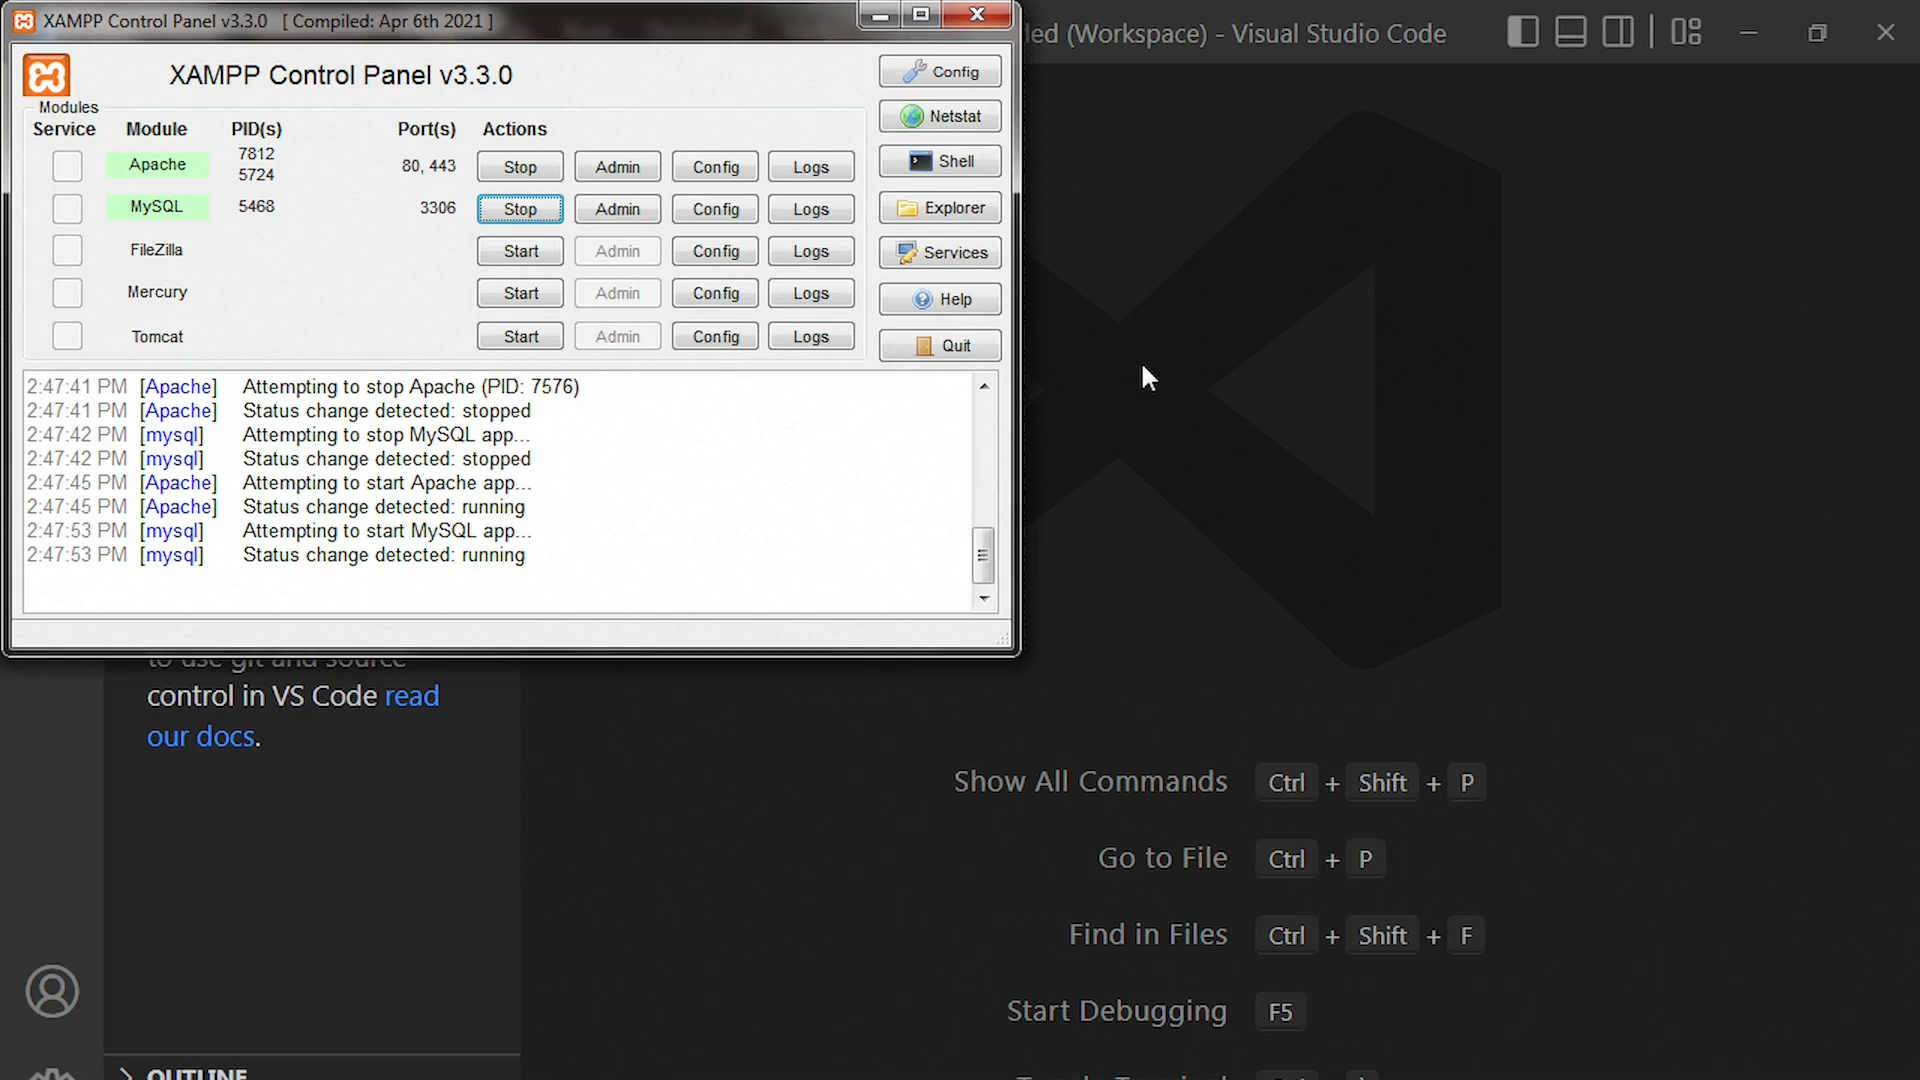 XAMPP Control Panel v3.3.0 [ Compiled: Apr 6th 2021 ]
led (Workspace) - Visual Studio Code
XAMPP Control Panel v3.3.0
Config
Modules
Service Module PID(s) Port(s) Actions
Netstat
Apache 7812 5724 80, 443 Stop Admin Config Logs
Shell
MySQL 5468 3306 Stop Admin Config Logs
Explorer
FileZilla Start Admin Config Logs
Services
Mercury Start Admin Config Logs
Help
Tomcat Start Admin Config Logs
Quit
2:47:41 PM [Apache] Attempting to stop Apache (PID: 7576)
2:47:41 PM [Apache] Status change detected: stopped
2:47:42 PM [mysql] Attempting to stop MySQL app...
2:47:42 PM [mysql] Status change detected: stopped
2:47:45 PM [Apache] Attempting to start Apache app...
2:47:45 PM [Apache] Status change detected: running
2:47:53 PM [mysql] Attempting to start MySQL app...
2:47:53 PM [mysql] Status change detected: running
to use git and source
control in VS Code read
our docs.
Show All Commands Ctrl + Shift + P
Go to File Ctrl + P
Find in Files Ctrl + Shift + F
Start Debugging F5
OUTLINE